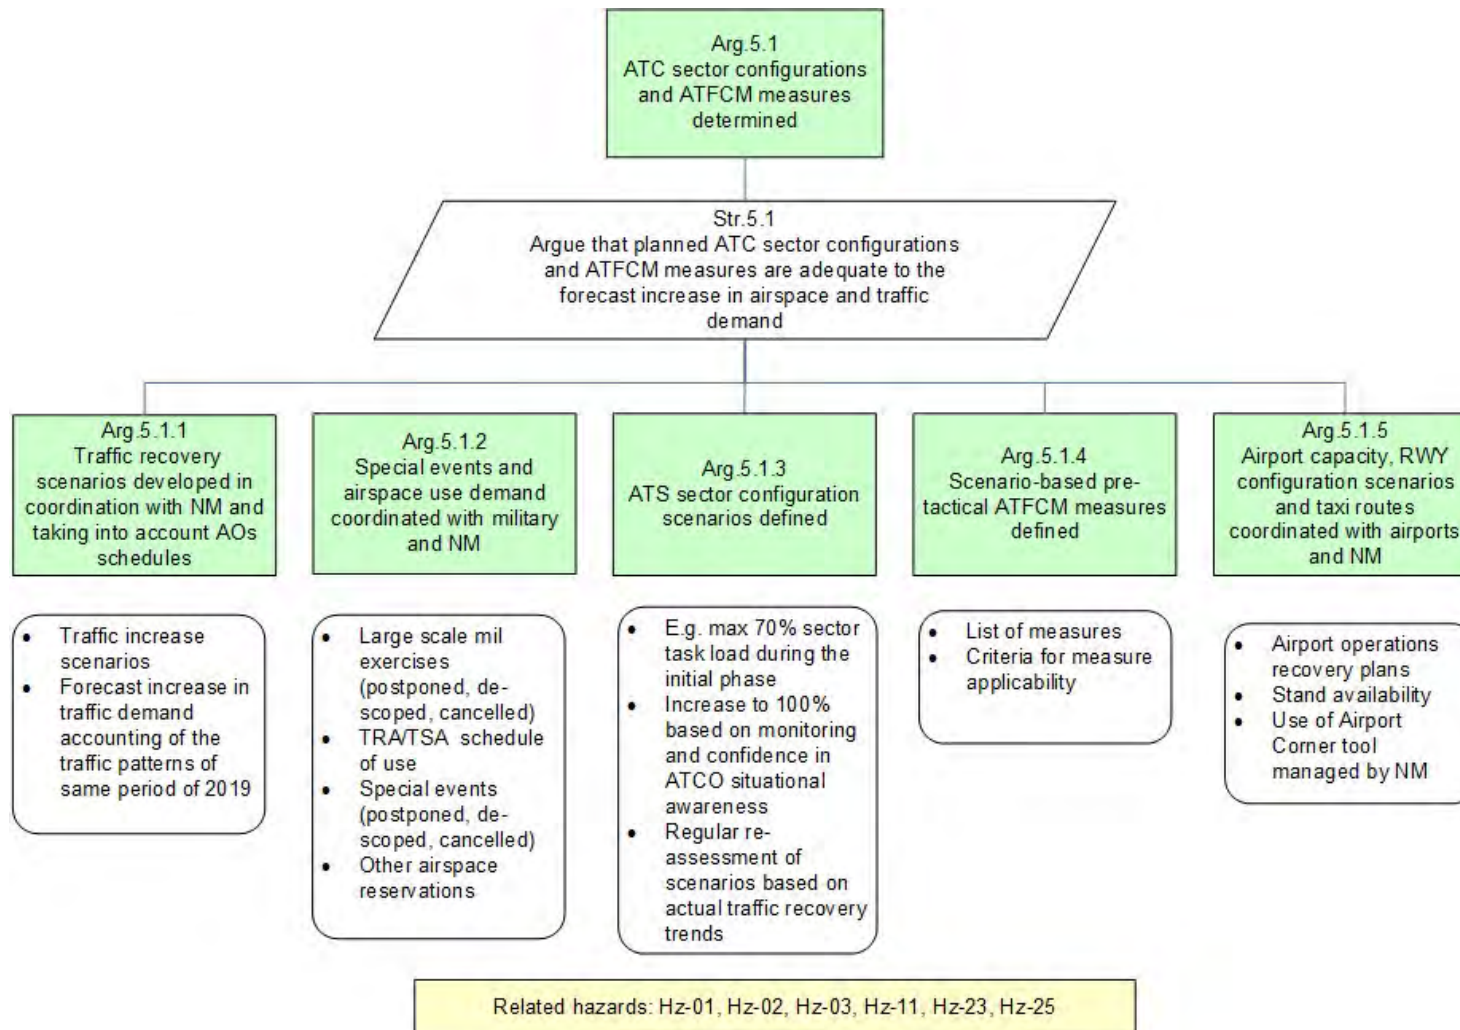 Arg.5.1
ATC sector configurations
and ATFCM measures
determined
Str.5.1
Argue that planned ATC sector configurations
and ATFCM measures are adequate to the
forecast increase in airspace and traffic
demand
Arg.5.1.1
Traffic recovery
scenarios developed in
coordination with NM and
taking into account AOs
schedules
Arg.5.1.2
Special events and
airspace use demand
coordinated with military
and NM
Arg.5.1.3
ATS sector configuration
scenarios defined
Arg.5.1.4
Scenario-based pre-
tactical ATFCM measures
defined
Arg.5.1.5
Airport capacity, RWY
configuration scenarios
and taxi routes
coordinated with airports
and NM
• Traffic increase
scenarios
• Forecast increase in
traffic demand
accounting of the
traffic patterns of
same period of 2019
• Large scale mil
exercises
(postponed, de-
scoped, cancelled)
• TRA/TSA schedule
of use
• Special events
(postponed, de-
scoped, cancelled)
• Other airspace
reservations
• E.g. max 70% sector
task load during the
initial phase
• Increase to 100%
based on monitoring
and confidence in
ATCO situational
awareness
• Regular re-
assessment of
scenarios based on
actual traffic recovery
trends
• List of measures
• Criteria for measure
applicability
• Airport operations
recovery plans
• Stand availability
• Use of Airport
Corner tool
managed by NM
Related hazards: Hz-01, Hz-02, Hz-03, Hz-11, Hz-23, Hz-25